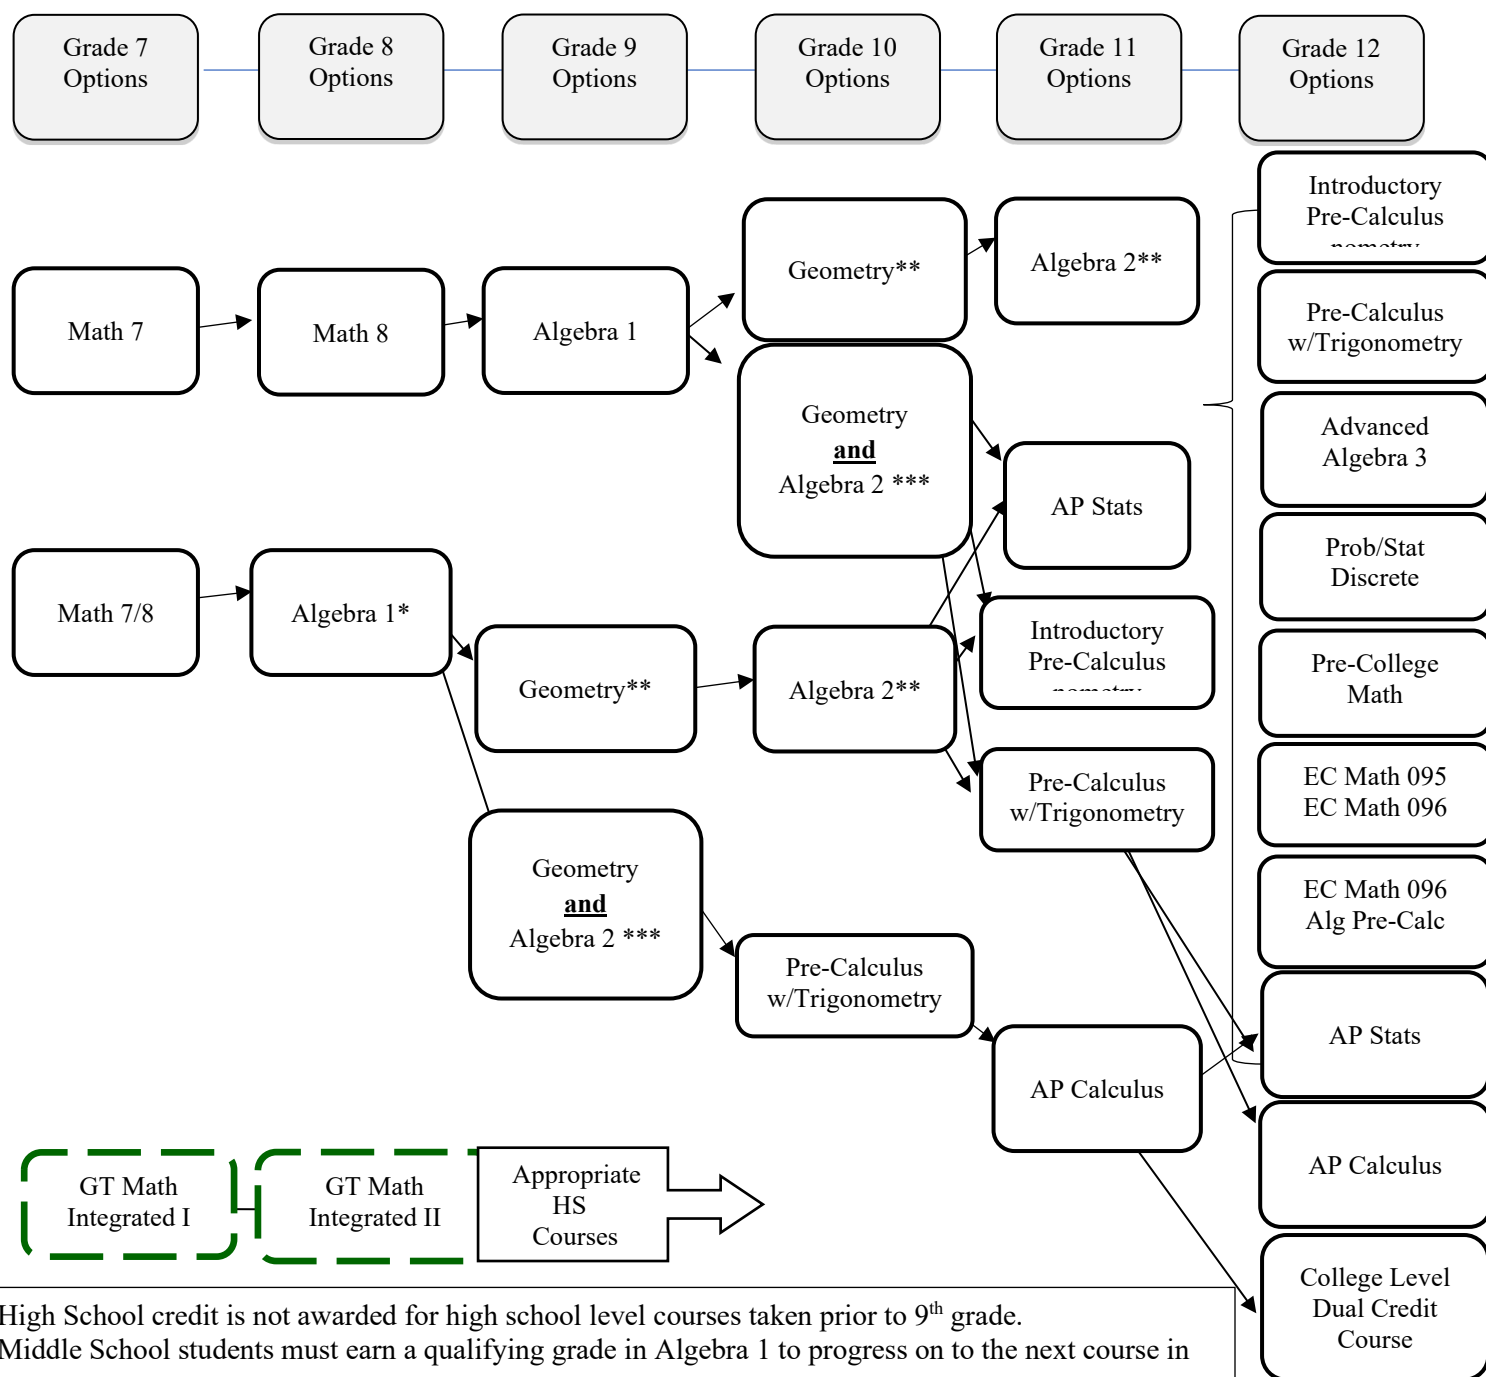 Grade 7
Options
Grade 8
Options
Grade 9
Options
Grade 10
Options
Grade 11
Options
Grade 12
Options
Math 7
Math 8
Algebra 1
Geometry**
Algebra 2**
Geometry
and
Algebra 2 ***
AP Stats
Math 7/8
Algebra 1*
Geometry**
Algebra 2**
Introductory
Pre-Calculus
Pre-Calculus
w/Trigonometry
Geometry
and
Algebra 2 ***
Pre-Calculus
w/Trigonometry
AP Calculus
Introductory
Pre-Calculus
Pre-Calculus
w/Trigonometry
Advanced
Algebra 3
Prob/Stat
Discrete
Pre-College
Math
EC Math 095
EC Math 096
EC Math 096
Alg Pre-Calc
AP Stats
AP Calculus
College Level
Dual Credit
Course
GT Math
Integrated I
GT Math
Integrated II
Appropriate
HS
Courses
High School credit is not awarded for high school level courses taken prior to 9th grade.
Middle School students must earn a qualifying grade in Algebra 1 to progress on to the next course in